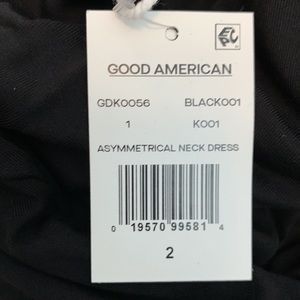 GOOD AMERICAN
GDK0056 BLACK001
1 K001
ASYMMETRICAL NECK DRESS
0 19570 99581 4
2